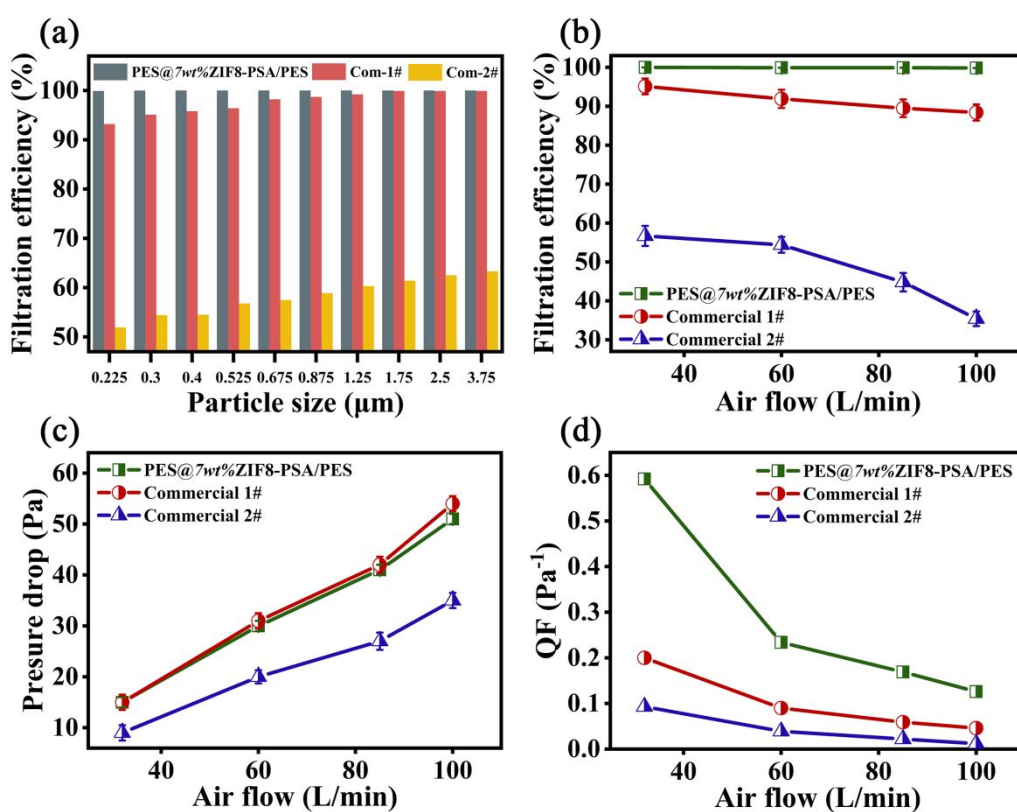 (a)
PES@7wt%ZIF8-PSA/PES Com-1# Com-2#
Filtration efficiency (%)
100
90
80
70
60
50
0.225 0.3 0.4 0.525 0.675 0.875 1.25 1.75 2.5 3.75
Particle size (μm)
(b)
Filtration efficiency (%)
100
90
80
70
60
50
40
30
PES@7wt%ZIF8-PSA/PES
Commercial 1#
Commercial 2#
40 60 80 100
Air flow (L/min)
(c)
Presure drop (Pa)
60
50
40
30
20
10
PES@7wt%ZIF8-PSA/PES
Commercial 1#
Commercial 2#
40 60 80 100
Air flow (L/min)
(d)
QF (Pa⁻¹)
0.6
0.5
0.4
0.3
0.2
0.1
0.0
PES@7wt%ZIF8-PSA/PES
Commercial 1#
Commercial 2#
40 60 80 100
Air flow (L/min)